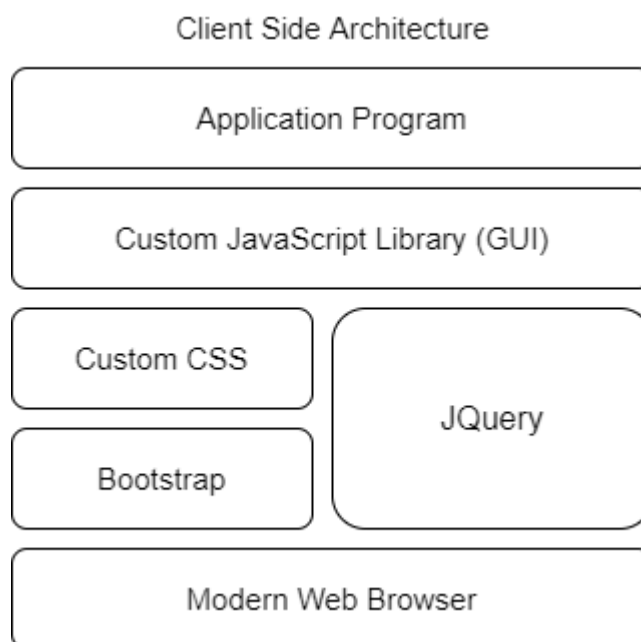 Client Side Architecture
Application Program
Custom JavaScript Library (GUI)
Custom CSS
JQuery
Bootstrap
Modern Web Browser